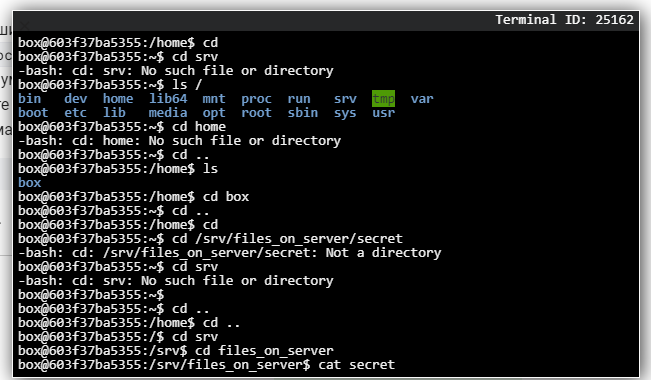 Terminal ID: 25162
box@603f37ba5355:/home$ cd
box@603f37ba5355:~$ cd srv
-bash: cd: srv: No such file or directory
box@603f37ba5355:~$ ls /
bin dev home lib64 mnt proc run srv tmp var
boot etc lib media opt root sbin sys usr
box@603f37ba5355:~$ cd home
-bash: cd: home: No such file or directory
box@603f37ba5355:~$ cd ..
box@603f37ba5355:/home$ ls
box
box@603f37ba5355:/home$ cd box
box@603f37ba5355:~$ cd ..
box@603f37ba5355:/home$ cd
box@603f37ba5355:~$ cd /srv/files_on_server/secret
-bash: cd: /srv/files_on_server/secret: Not a directory
box@603f37ba5355:~$ cd srv
-bash: cd: srv: No such file or directory
box@603f37ba5355:~$
box@603f37ba5355:~$ cd ..
box@603f37ba5355:/home$ cd ..
box@603f37ba5355:/$ cd srv
box@603f37ba5355:/srv$ cd files_on_server
box@603f37ba5355:/srv/files_on_server$ cat secret